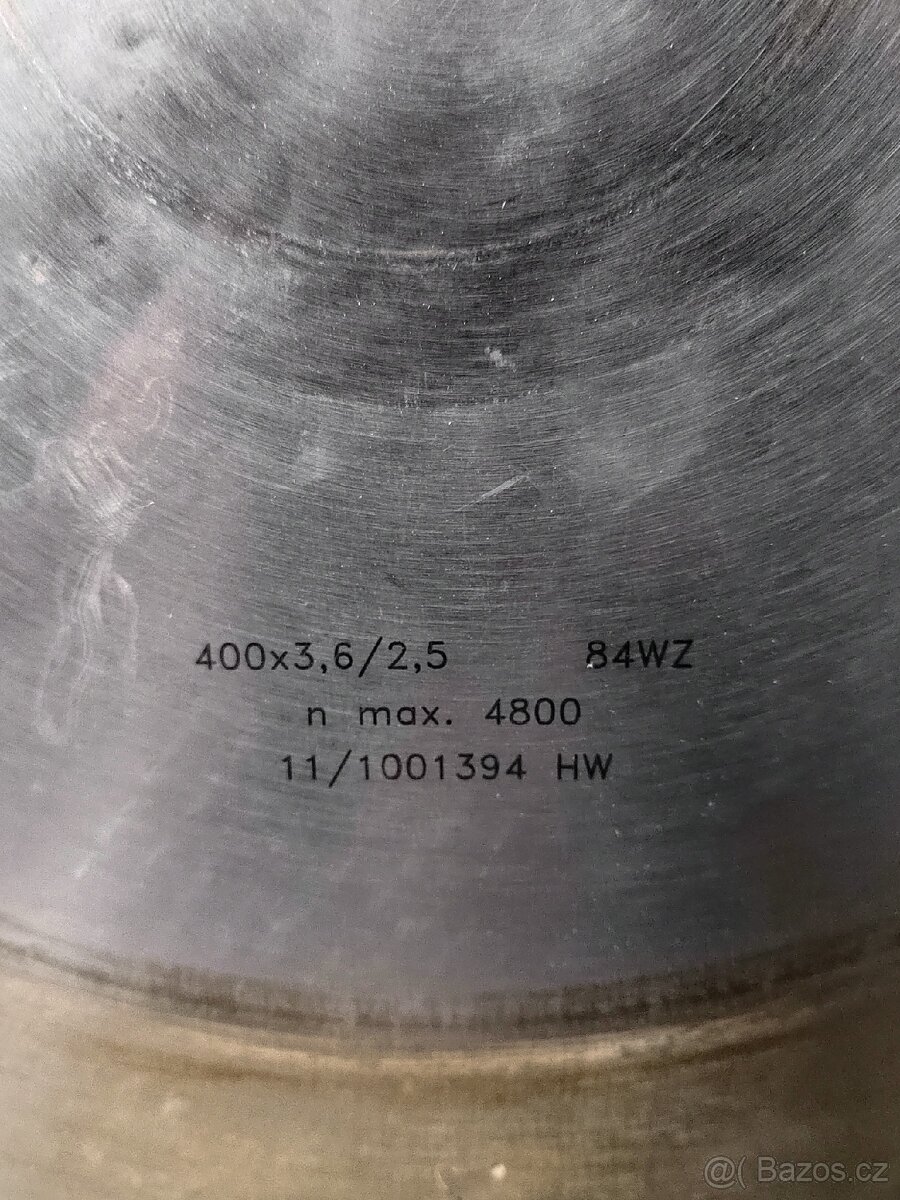 400x3,6/2,5 84WZ
n max. 4800
11/1001394 HW
@( Bazos.cz